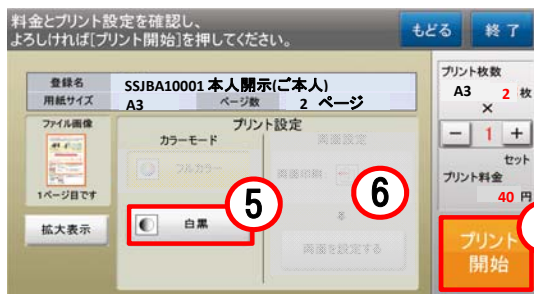 料金とプリント設定を確認し、
よろしければ[プリント開始]を押してください。
もどる
終了
登録名
SSJBA10001 本人開示(ご本人)
用紙サイズ
A3
ページ数
2 ページ
ファイル画像
1ページ目です
拡大表示
プリント設定
カラーモード
フルカラー
5
白黒
両面設定
両面印刷
6
両面を設定する
プリント枚数
A3 2 枚
×
− 1 +
セット
プリント料金
40 円
プリント
開始